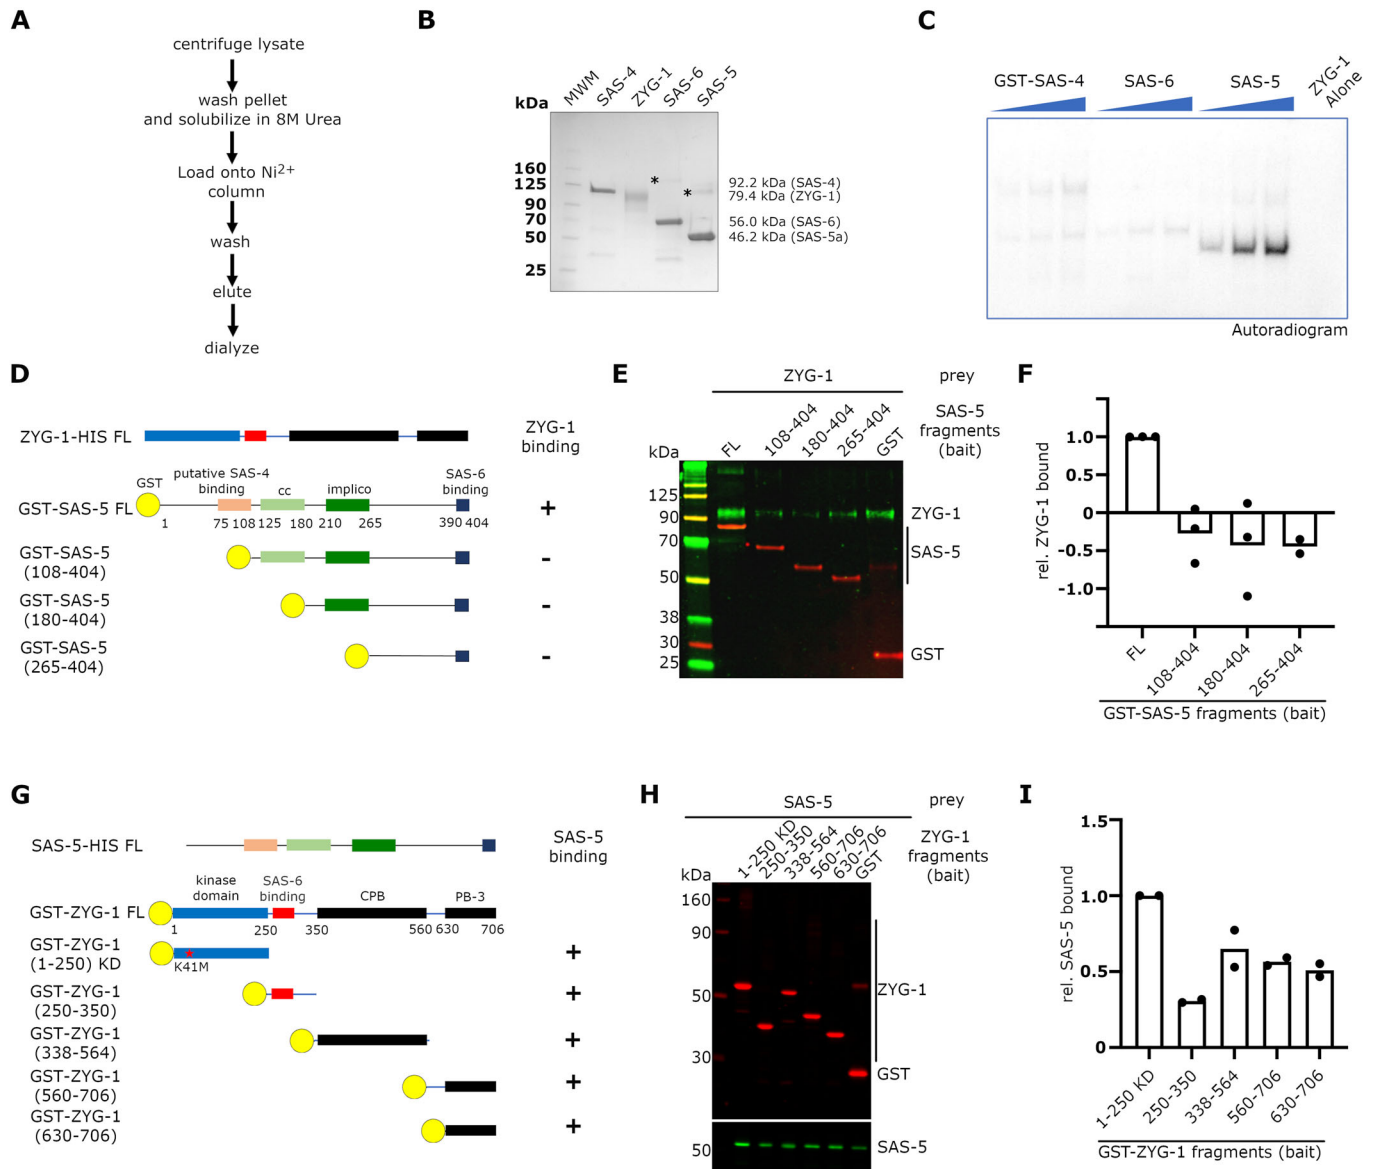 A
centrifuge lysate
wash pellet
and solubilize in 8M Urea
Load onto Ni2+
column
wash
elute
dialyze
B
kDa
MWM
SAS-4
ZYG-1
SAS-6
SAS-5
160
125
90
70
50
25
*
*
92.2 kDa (SAS-4)
79.4 kDa (ZYG-1)
56.0 kDa (SAS-6)
46.2 kDa (SAS-5a)
C
GST-SAS-4
SAS-6
SAS-5
ZYG-1
Alone
Autoradiogram
D
ZYG-1-HIS FL
ZYG-1
binding
GST
putative SAS-4
binding
cc
implico
SAS-6
binding
GST-SAS-5 FL
+
1
75
108
125
180
210
265
390
404
GST-SAS-5
(108-404)
-
GST-SAS-5
(180-404)
-
GST-SAS-5
(265-404)
-
E
ZYG-1
prey
SAS-5
fragments
(bait)
kDa
FL
108-404
180-404
265-404
GST
125
90
70
50
38
30
25
ZYG-1
SAS-5
GST
F
rel. ZYG-1 bound
1.0
0.5
0
-0.5
-1.0
FL
108-404
180-404
265-404
GST-SAS-5 fragments (bait)
G
SAS-5-HIS FL
SAS-5
binding
kinase
domain
SAS-6
binding
CPB
PB-3
GST-ZYG-1 FL
1
250
350
560
630
706
GST-ZYG-1
(1-250) KD
K41M
+
GST-ZYG-1
(250-350)
+
GST-ZYG-1
(338-564)
+
GST-ZYG-1
(560-706)
+
GST-ZYG-1
(630-706)
+
H
SAS-5
prey
ZYG-1
fragments
(bait)
kDa
1-250 KD
250-350
338-564
560-706
630-706
GST
160
90
50
30
ZYG-1
GST
50
SAS-5
I
rel. SAS-5 bound
1.5
1.0
0.5
0
1-250 KD
250-350
338-564
560-706
630-706
GST-ZYG-1 fragments (bait)